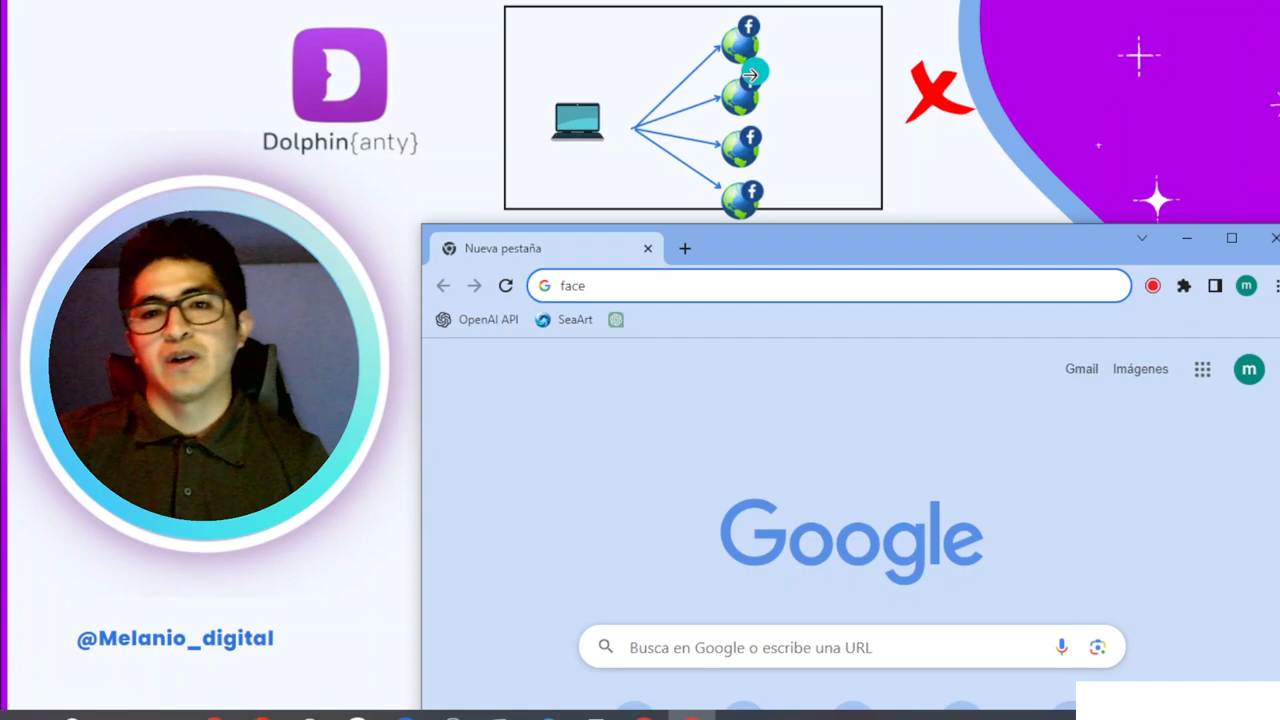 Dolphin{anty}
Nueva pestaña
face
OpenAI API
SeaArt
Gmail
Imágenes
m
m
Google
Busca en Google o escribe una URL
@Melanio_digital